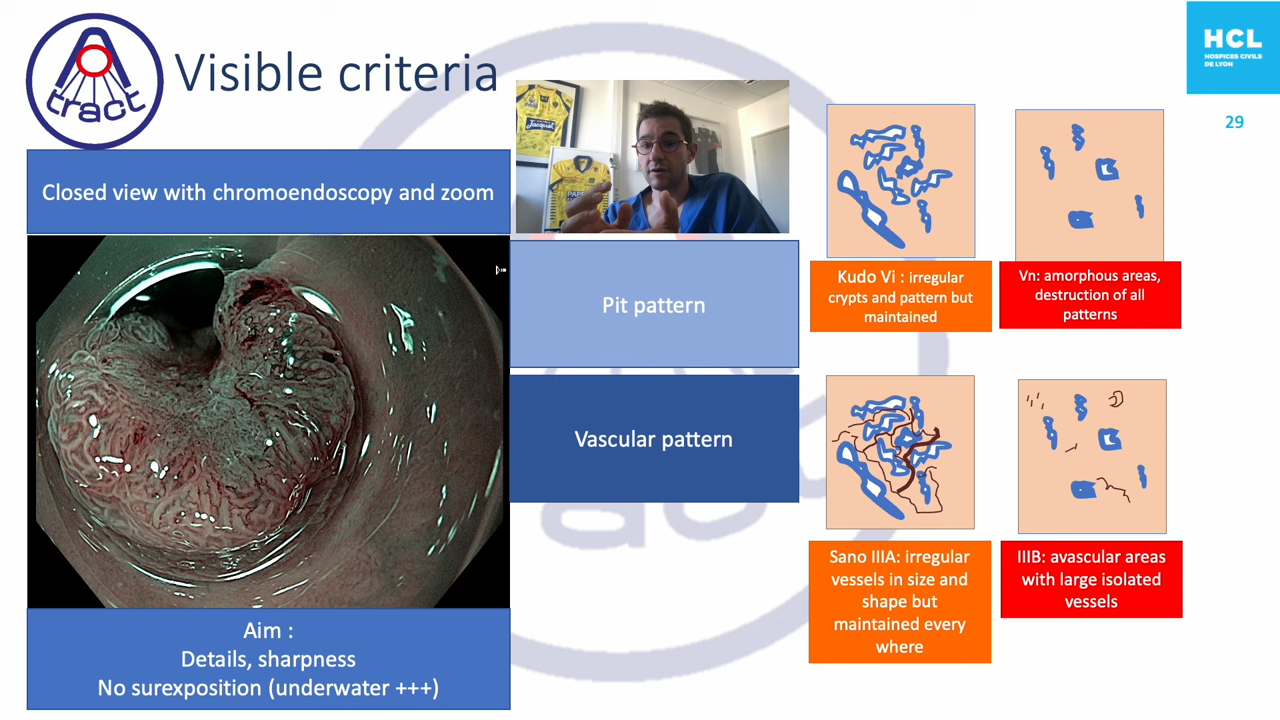 tract
Visible criteria
HCL
HOSPICES CIVILS
DE LYON
29
Closed view with chromoendoscopy and zoom
Jacquet
Pit pattern
Vascular pattern
Kudo Vi : irregular
crypts and pattern but
maintained
Vn: amorphous areas,
destruction of all
patterns
Sano IIIA: irregular
vessels in size and
shape but
maintained every
where
IIIB: avascular areas
with large isolated
vessels
Aim :
Details, sharpness
No surexposition (underwater +++)